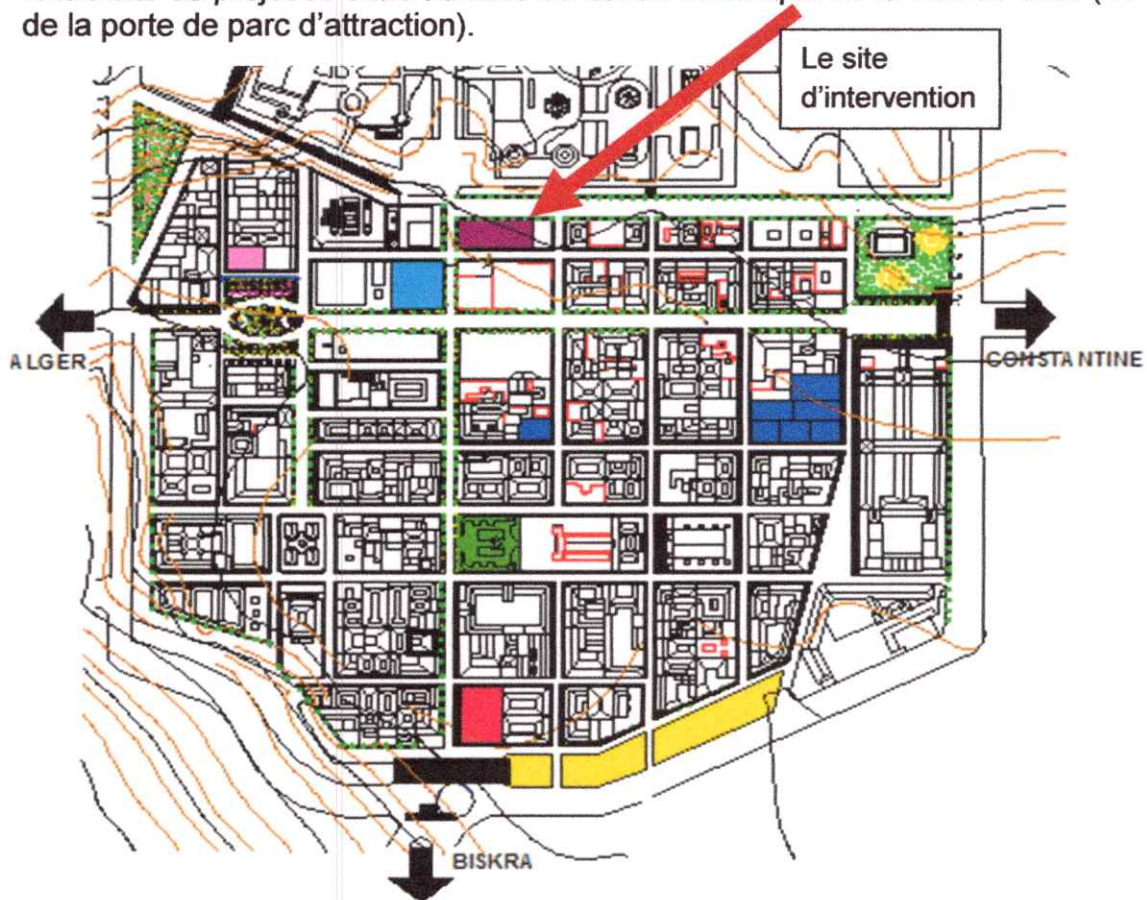 de la porte de parc d'attraction).
Le site
d'intervention
ALGER
CONSTANTINE
BISKRA